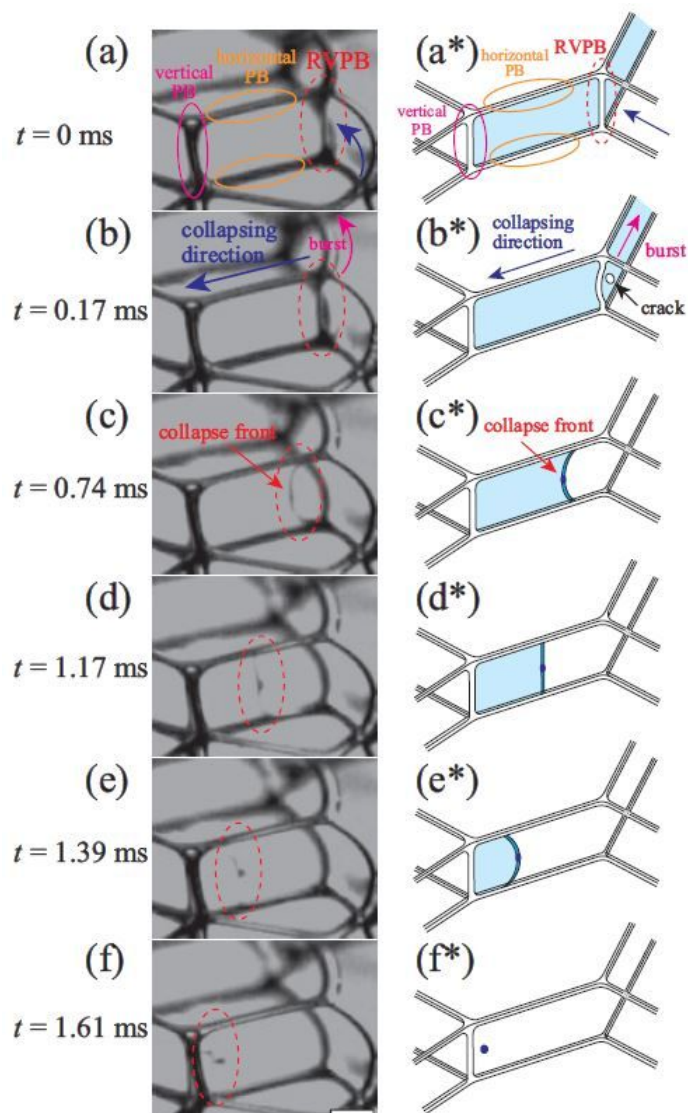 (a)
vertical
PB
horizontal
PB
RVPB
t = 0 ms
(a*)
vertical
PB
horizontal
PB
RVPB
(b)
collapsing
direction
burst
t = 0.17 ms
(b*)
collapsing
direction
burst
crack
(c)
collapse front
t = 0.74 ms
(c*)
collapse front
(d)
t = 1.17 ms
(d*)
(e)
t = 1.39 ms
(e*)
(f)
t = 1.61 ms
(f*)